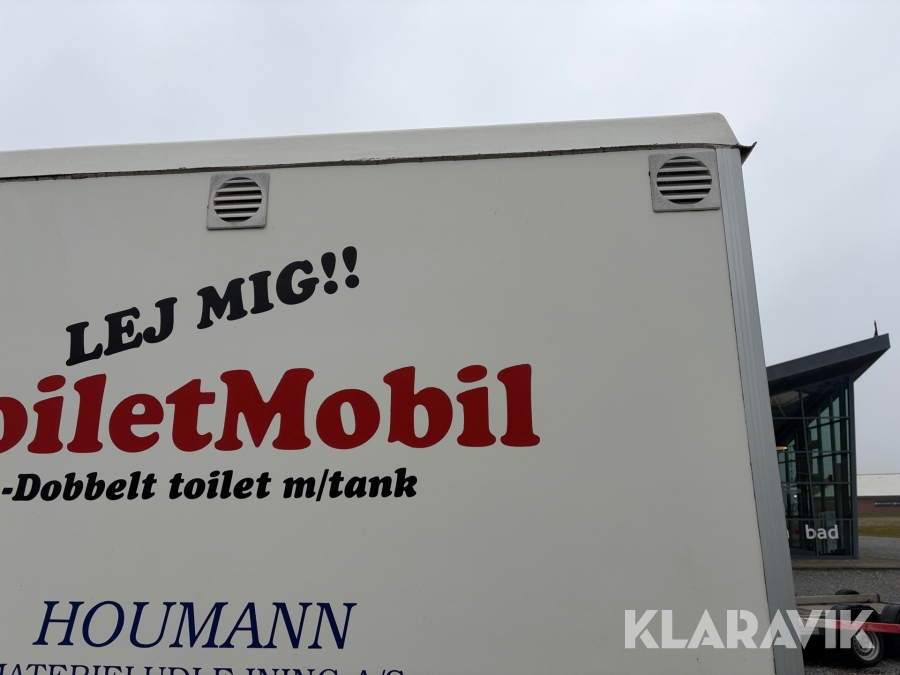 LEJ MIG!!
oiletMobil
-Dobbelt toilet m/tank
HOUMANN
bad
KLARAVIK